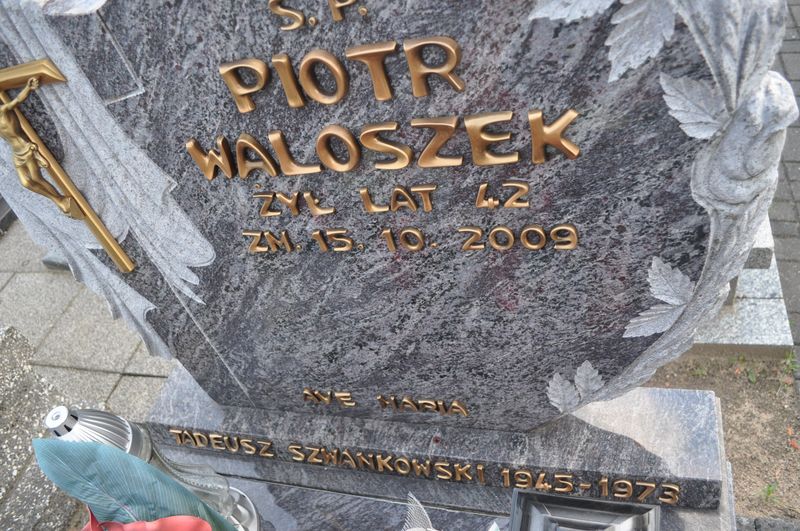 Ś.P.
PIOTR
WALOSZEK
ŻYŁ LAT 42
ZM. 15. 10. 2009
AVE MARIA
TADEUSZ SZWANKOWSKI 1945-1973